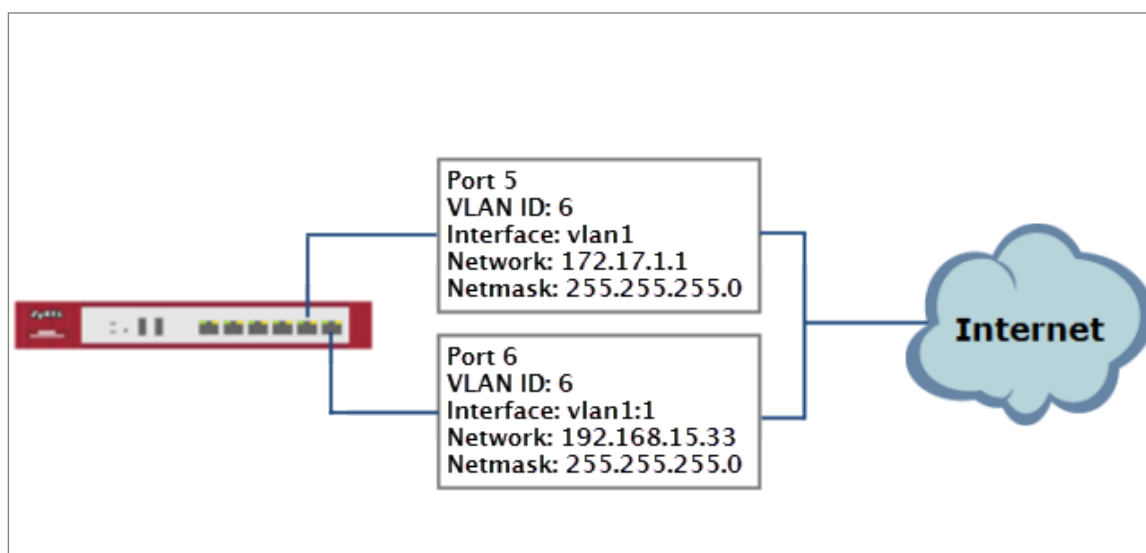 ZyXEL
Port 5
VLAN ID: 6
Interface: vlan1
Network: 172.17.1.1
Netmask: 255.255.255.0
Port 6
VLAN ID: 6
Interface: vlan1:1
Network: 192.168.15.33
Netmask: 255.255.255.0
Internet